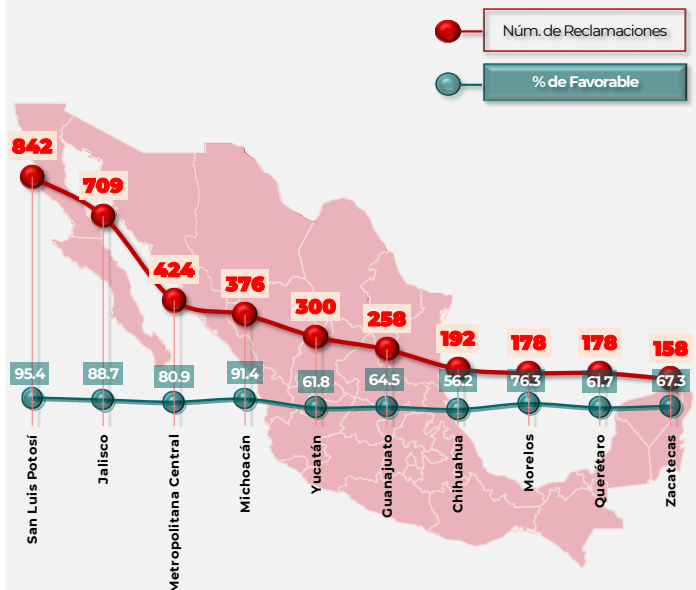 Núm. de Reclamaciones
% de Favorable
842
709
424
376
300
258
192
178
178
158
95.4
88.7
80.9
91.4
61.8
64.5
56.2
76.3
61.7
67.3
San Luis Potosí
Jalisco
Metropolitana Central
Michoacán
Yucatán
Guanajuato
Chihuahua
Morelos
Querétaro
Zacatecas